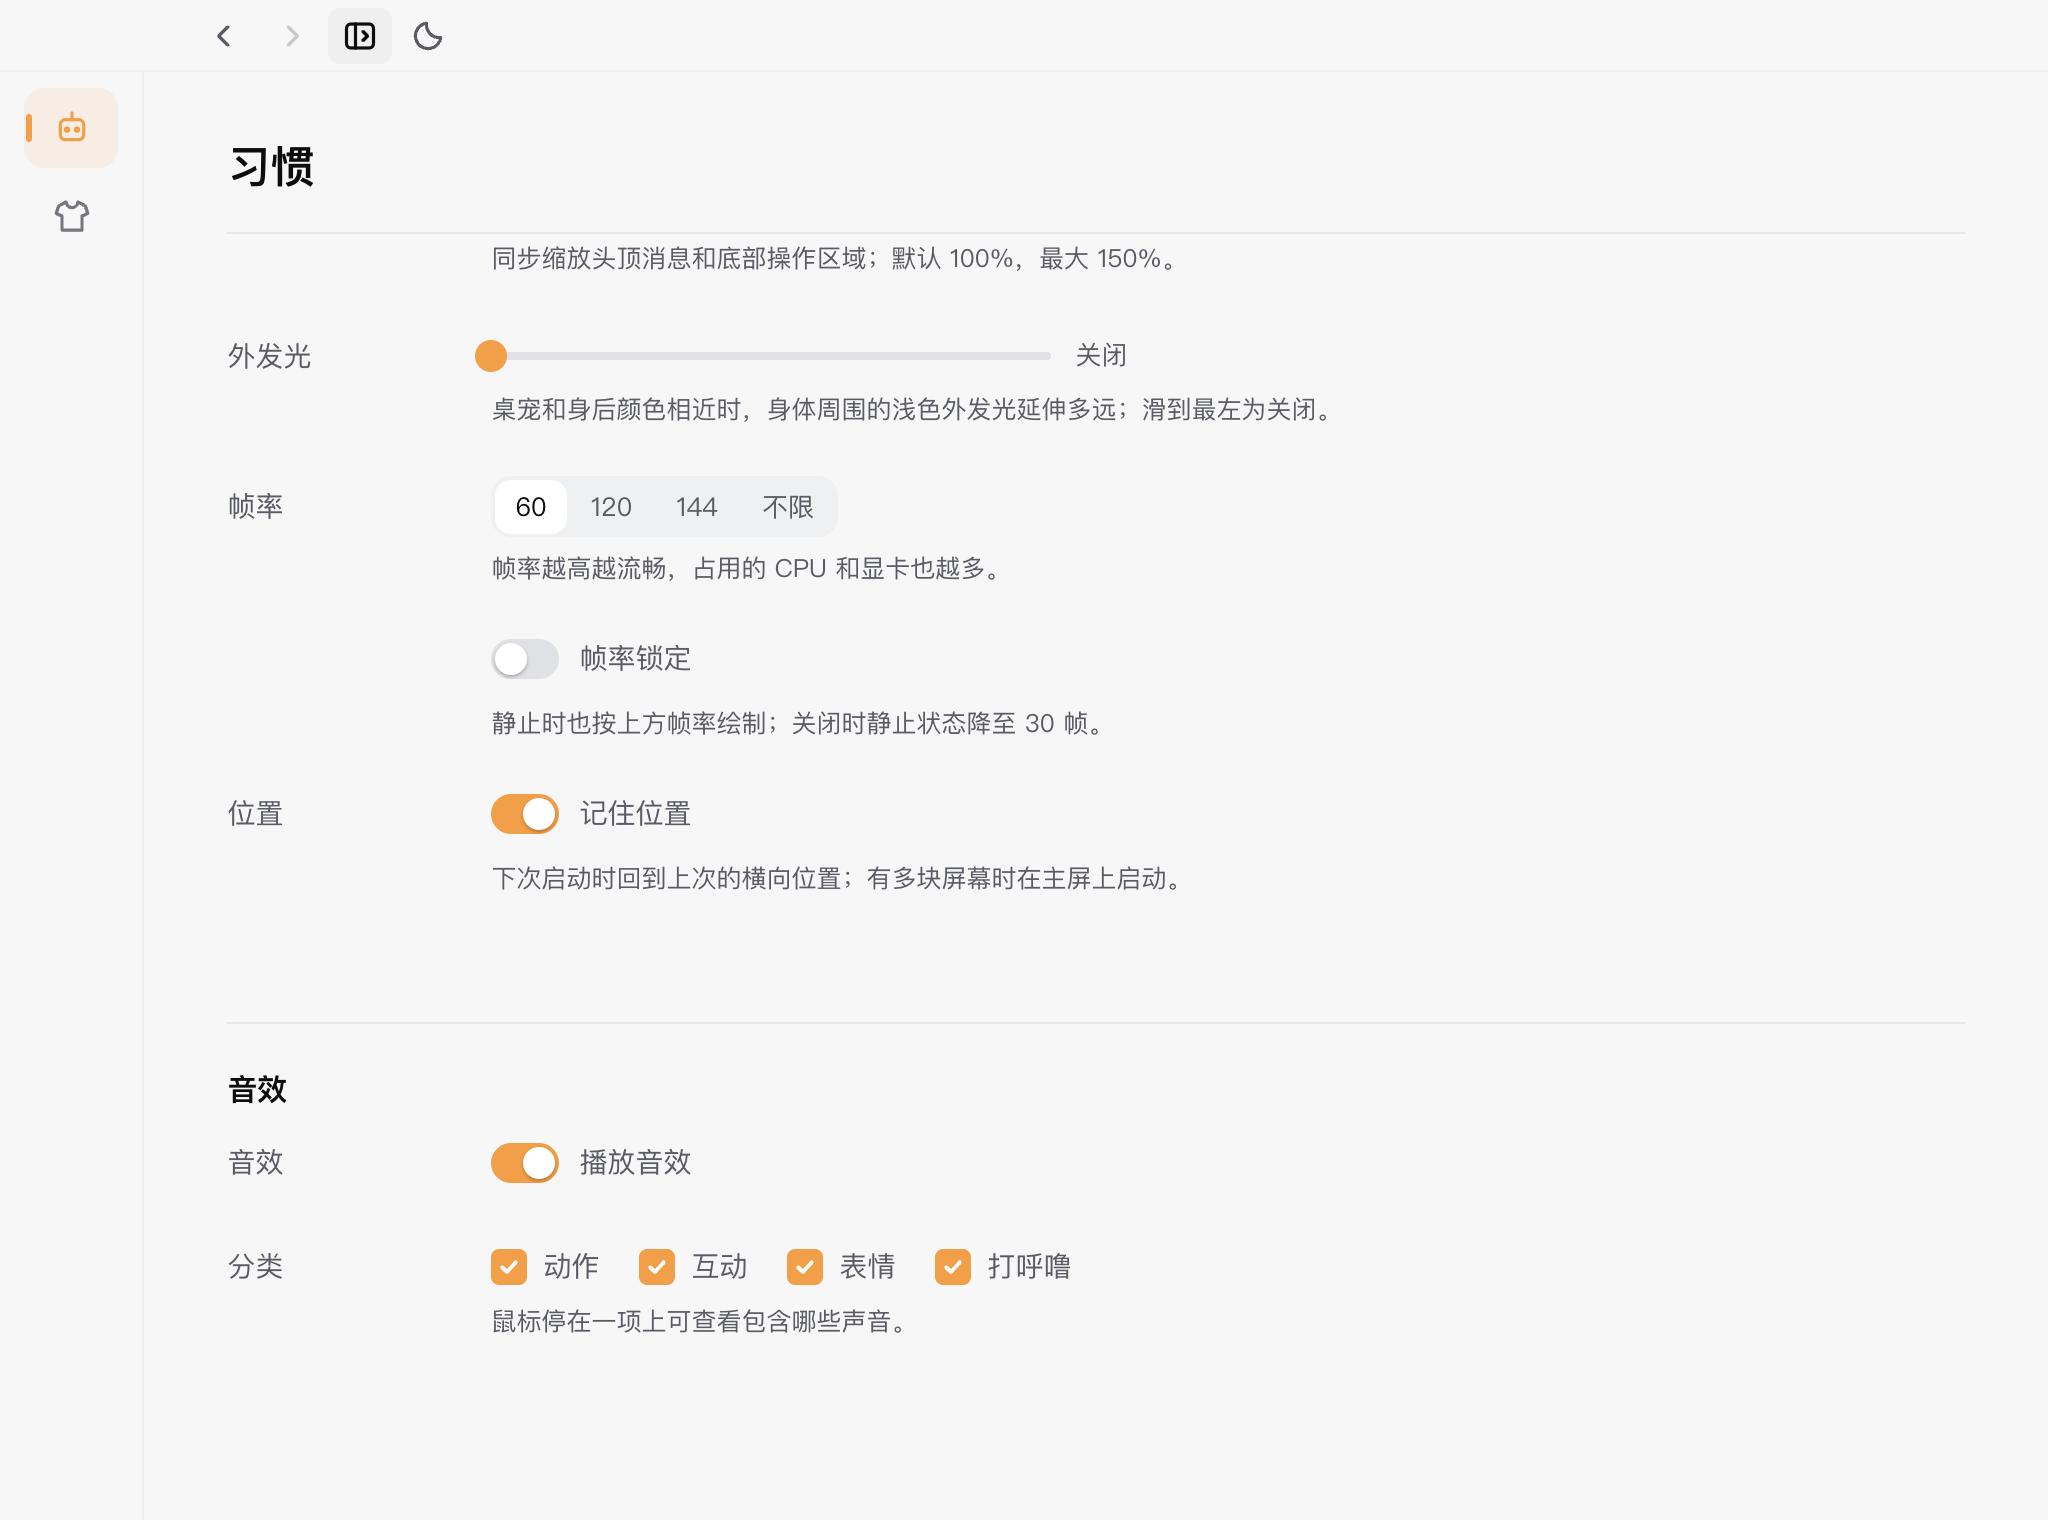 习惯
同步缩放头顶消息和底部操作区域；默认 100%，最大 150%。
外发光 关闭
桌宠和身后颜色相近时，身体周围的浅色外发光延伸多远；滑到最左为关闭。
帧率 60 120 144 不限
帧率越高越流畅，占用的 CPU 和显卡也越多。
帧率锁定
静止时也按上方帧率绘制；关闭时静止状态降至 30 帧。
位置 记住位置
下次启动时回到上次的横向位置；有多块屏幕时在主屏上启动。
音效
音效 播放音效
分类 动作 互动 表情 打呼噜
鼠标停在一项上可查看包含哪些声音。